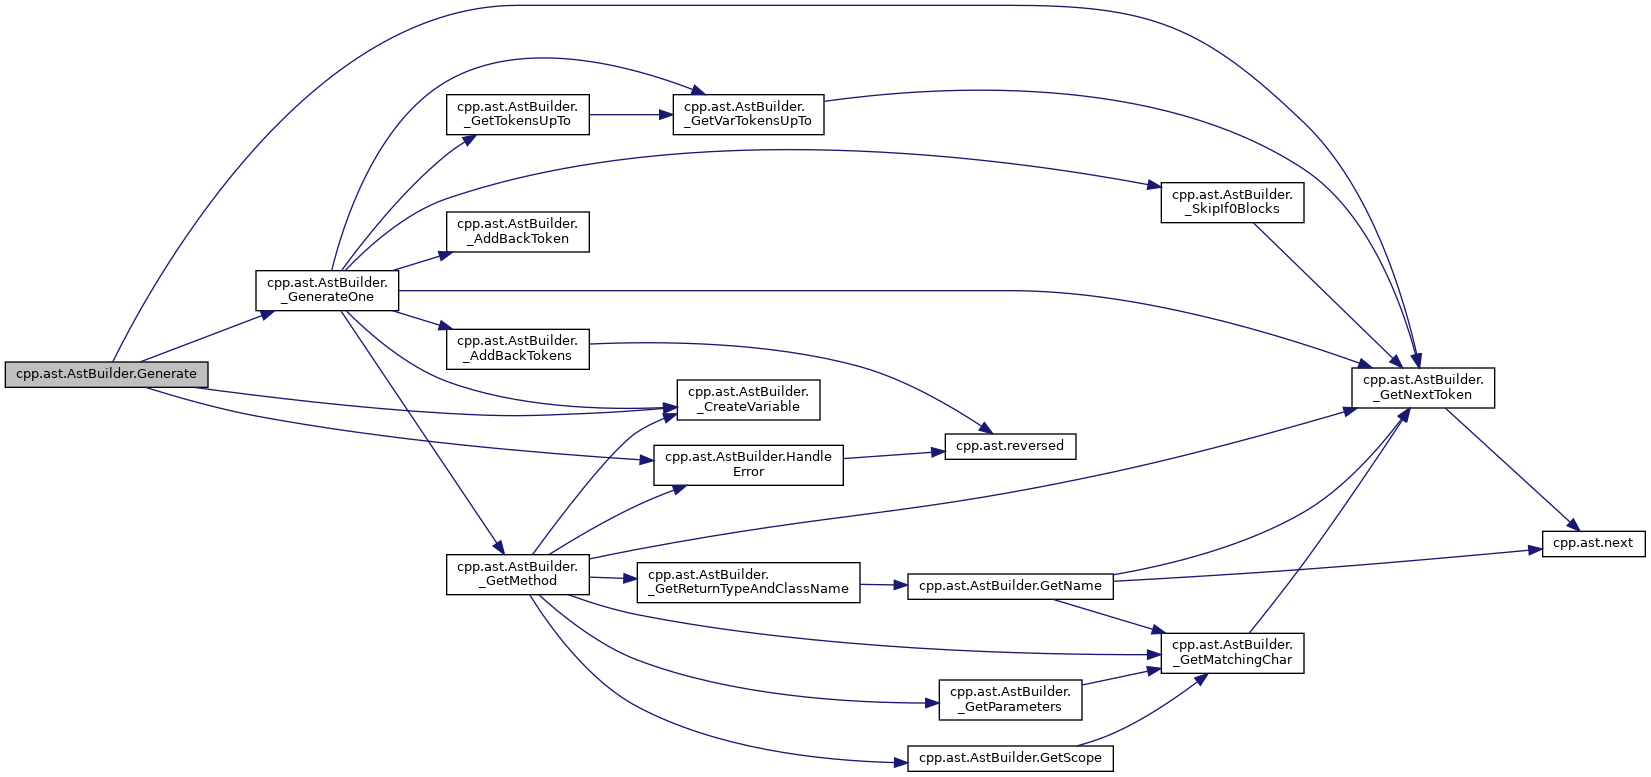 cpp.ast.AstBuilder.
_GetTokensUpTo
cpp.ast.AstBuilder.
_GetVarTokensUpTo
cpp.ast.AstBuilder.
_SkipIf0Blocks
cpp.ast.AstBuilder.
_AddBackToken
cpp.ast.AstBuilder.
_GenerateOne
cpp.ast.AstBuilder.
_AddBackTokens
cpp.ast.AstBuilder.Generate
cpp.ast.AstBuilder.
_GetNextToken
cpp.ast.AstBuilder.
_CreateVariable
cpp.ast.reversed
cpp.ast.AstBuilder.Handle
Error
cpp.ast.next
cpp.ast.AstBuilder.
_GetMethod
cpp.ast.AstBuilder.
_GetReturnTypeAndClassName
cpp.ast.AstBuilder.GetName
cpp.ast.AstBuilder.
_GetMatchingChar
cpp.ast.AstBuilder.
_GetParameters
cpp.ast.AstBuilder.GetScope